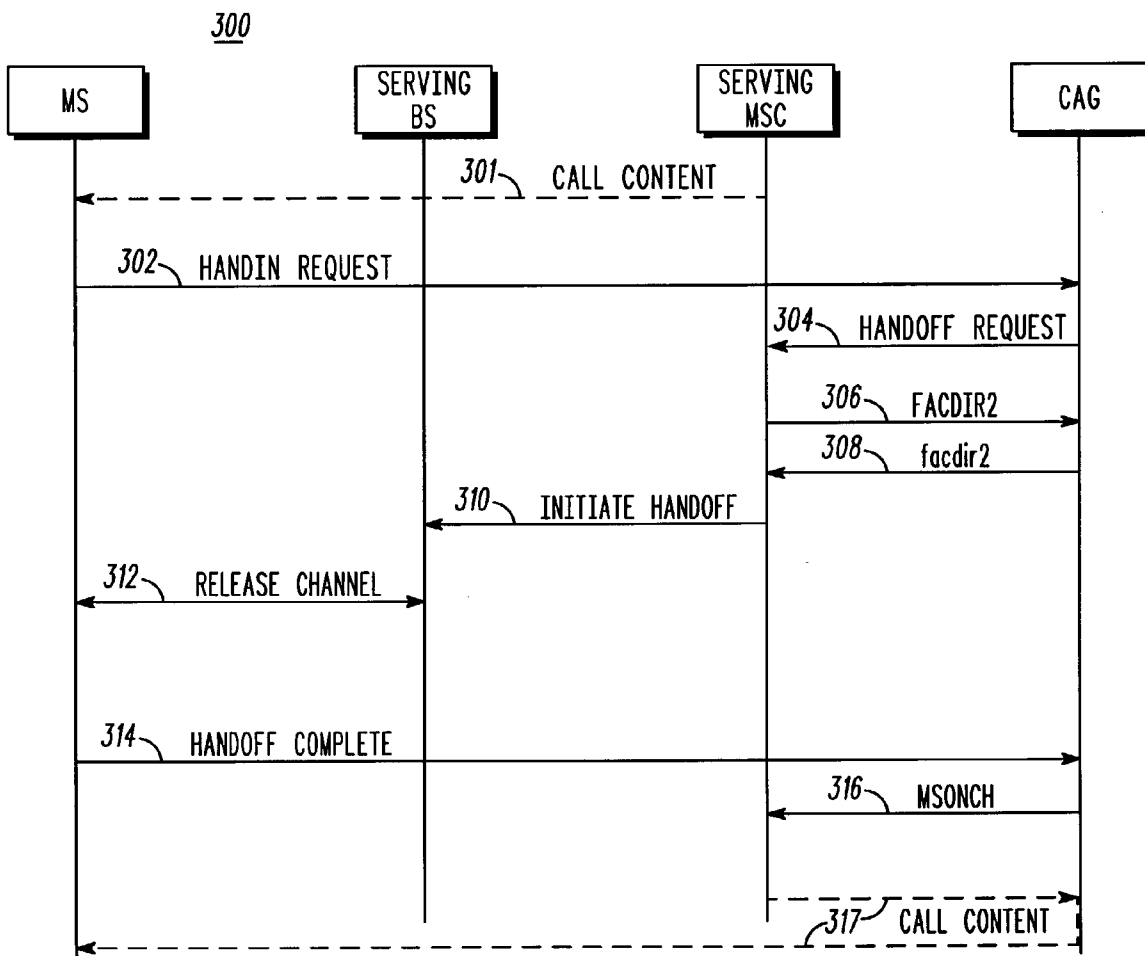 300
MS
SERVING
BS
SERVING
MSC
CAG
301 CALL CONTENT
302 HANDIN REQUEST
304 HANDOFF REQUEST
306 FACDIR2
308 facdir2
310 INITIATE HANDOFF
312 RELEASE CHANNEL
314 HANDOFF COMPLETE
316 MSONCH
317 CALL CONTENT